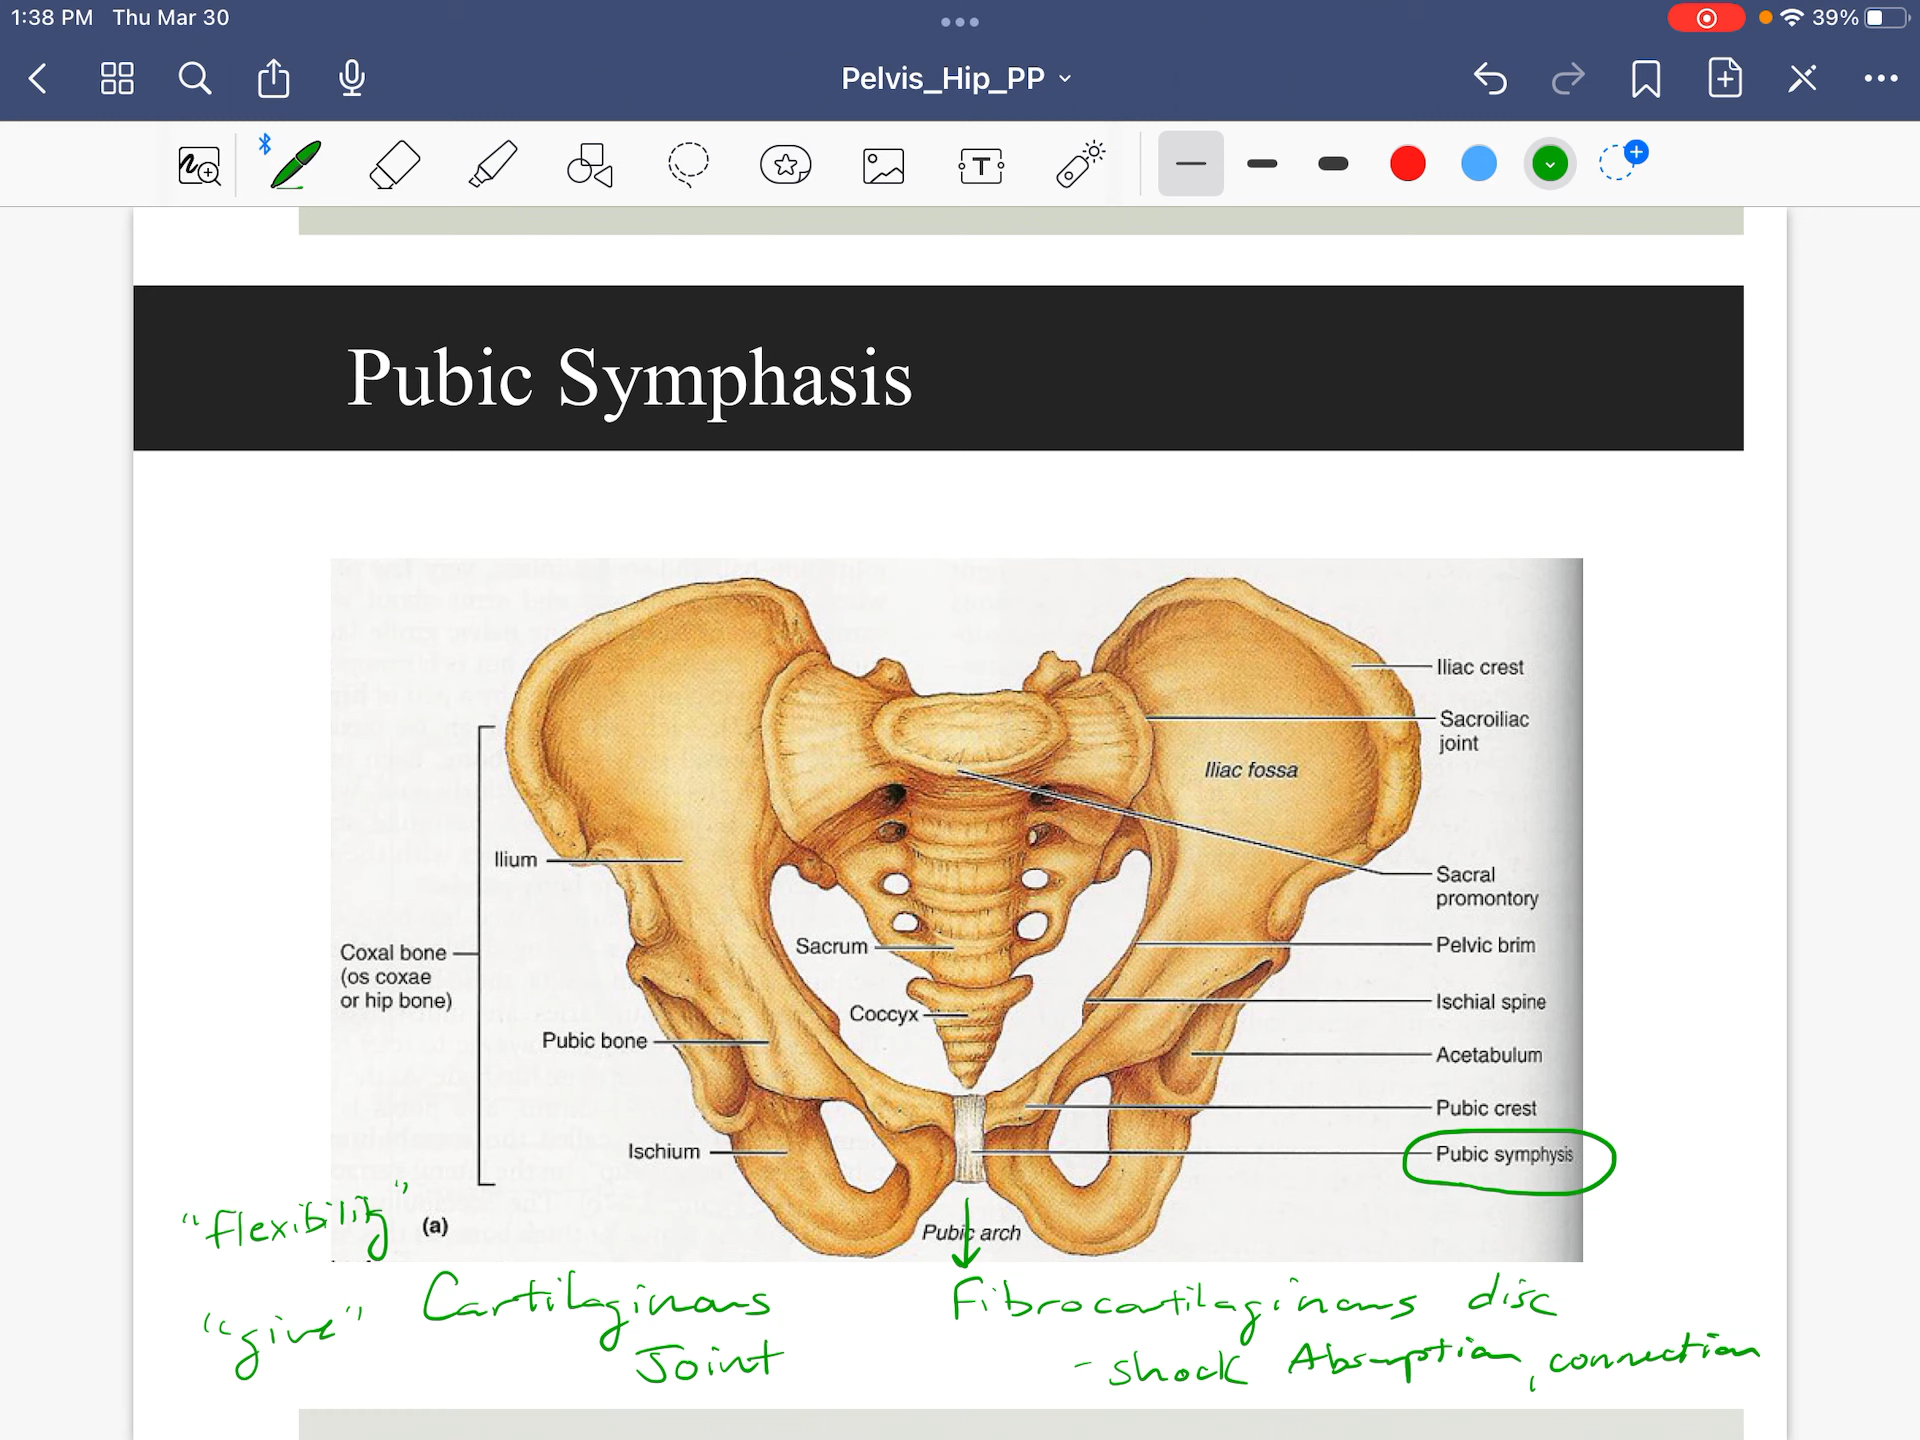 1:38 PM Thu Mar 30
39%
Pelvis_Hip_PP
T
Pubic Symphasis
Iliac crest
Sacroiliac
joint
Iliac fossa
Ilium
Sacral
promontory
Sacrum
Pelvic brim
Coxal bone
(os coxae
or hip bone)
Ischial spine
Coccyx
Pubic bone
Acetabulum
Pubic crest
Ischium
Pubic symphysis
"flexibility"
(a)
Pubic arch
"give"
Cartilaginous
Joint
Fibrocartilaginous disc
- shock Absorption, connection